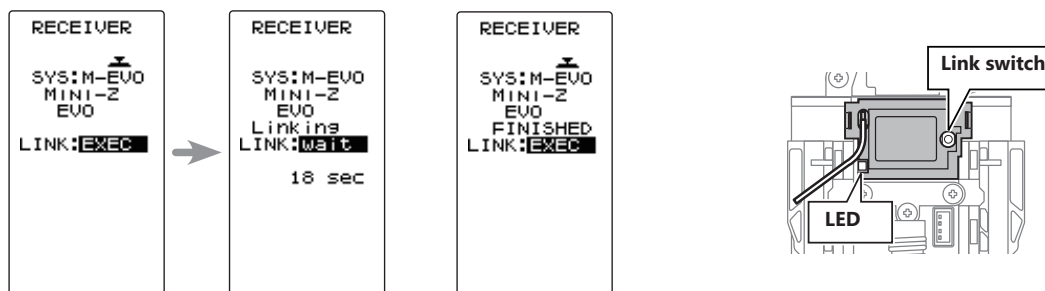 RECEIVER
SYS:M-EVO
MINI-Z
EVO
LINK:EXEC
RECEIVER
SYS:M-EVO
MINI-Z
EVO
Linking
LINK:wait
18 sec
RECEIVER
SYS:M-EVO
MINI-Z
EVO
FINISHED
LINK:EXEC
Link switch
LED